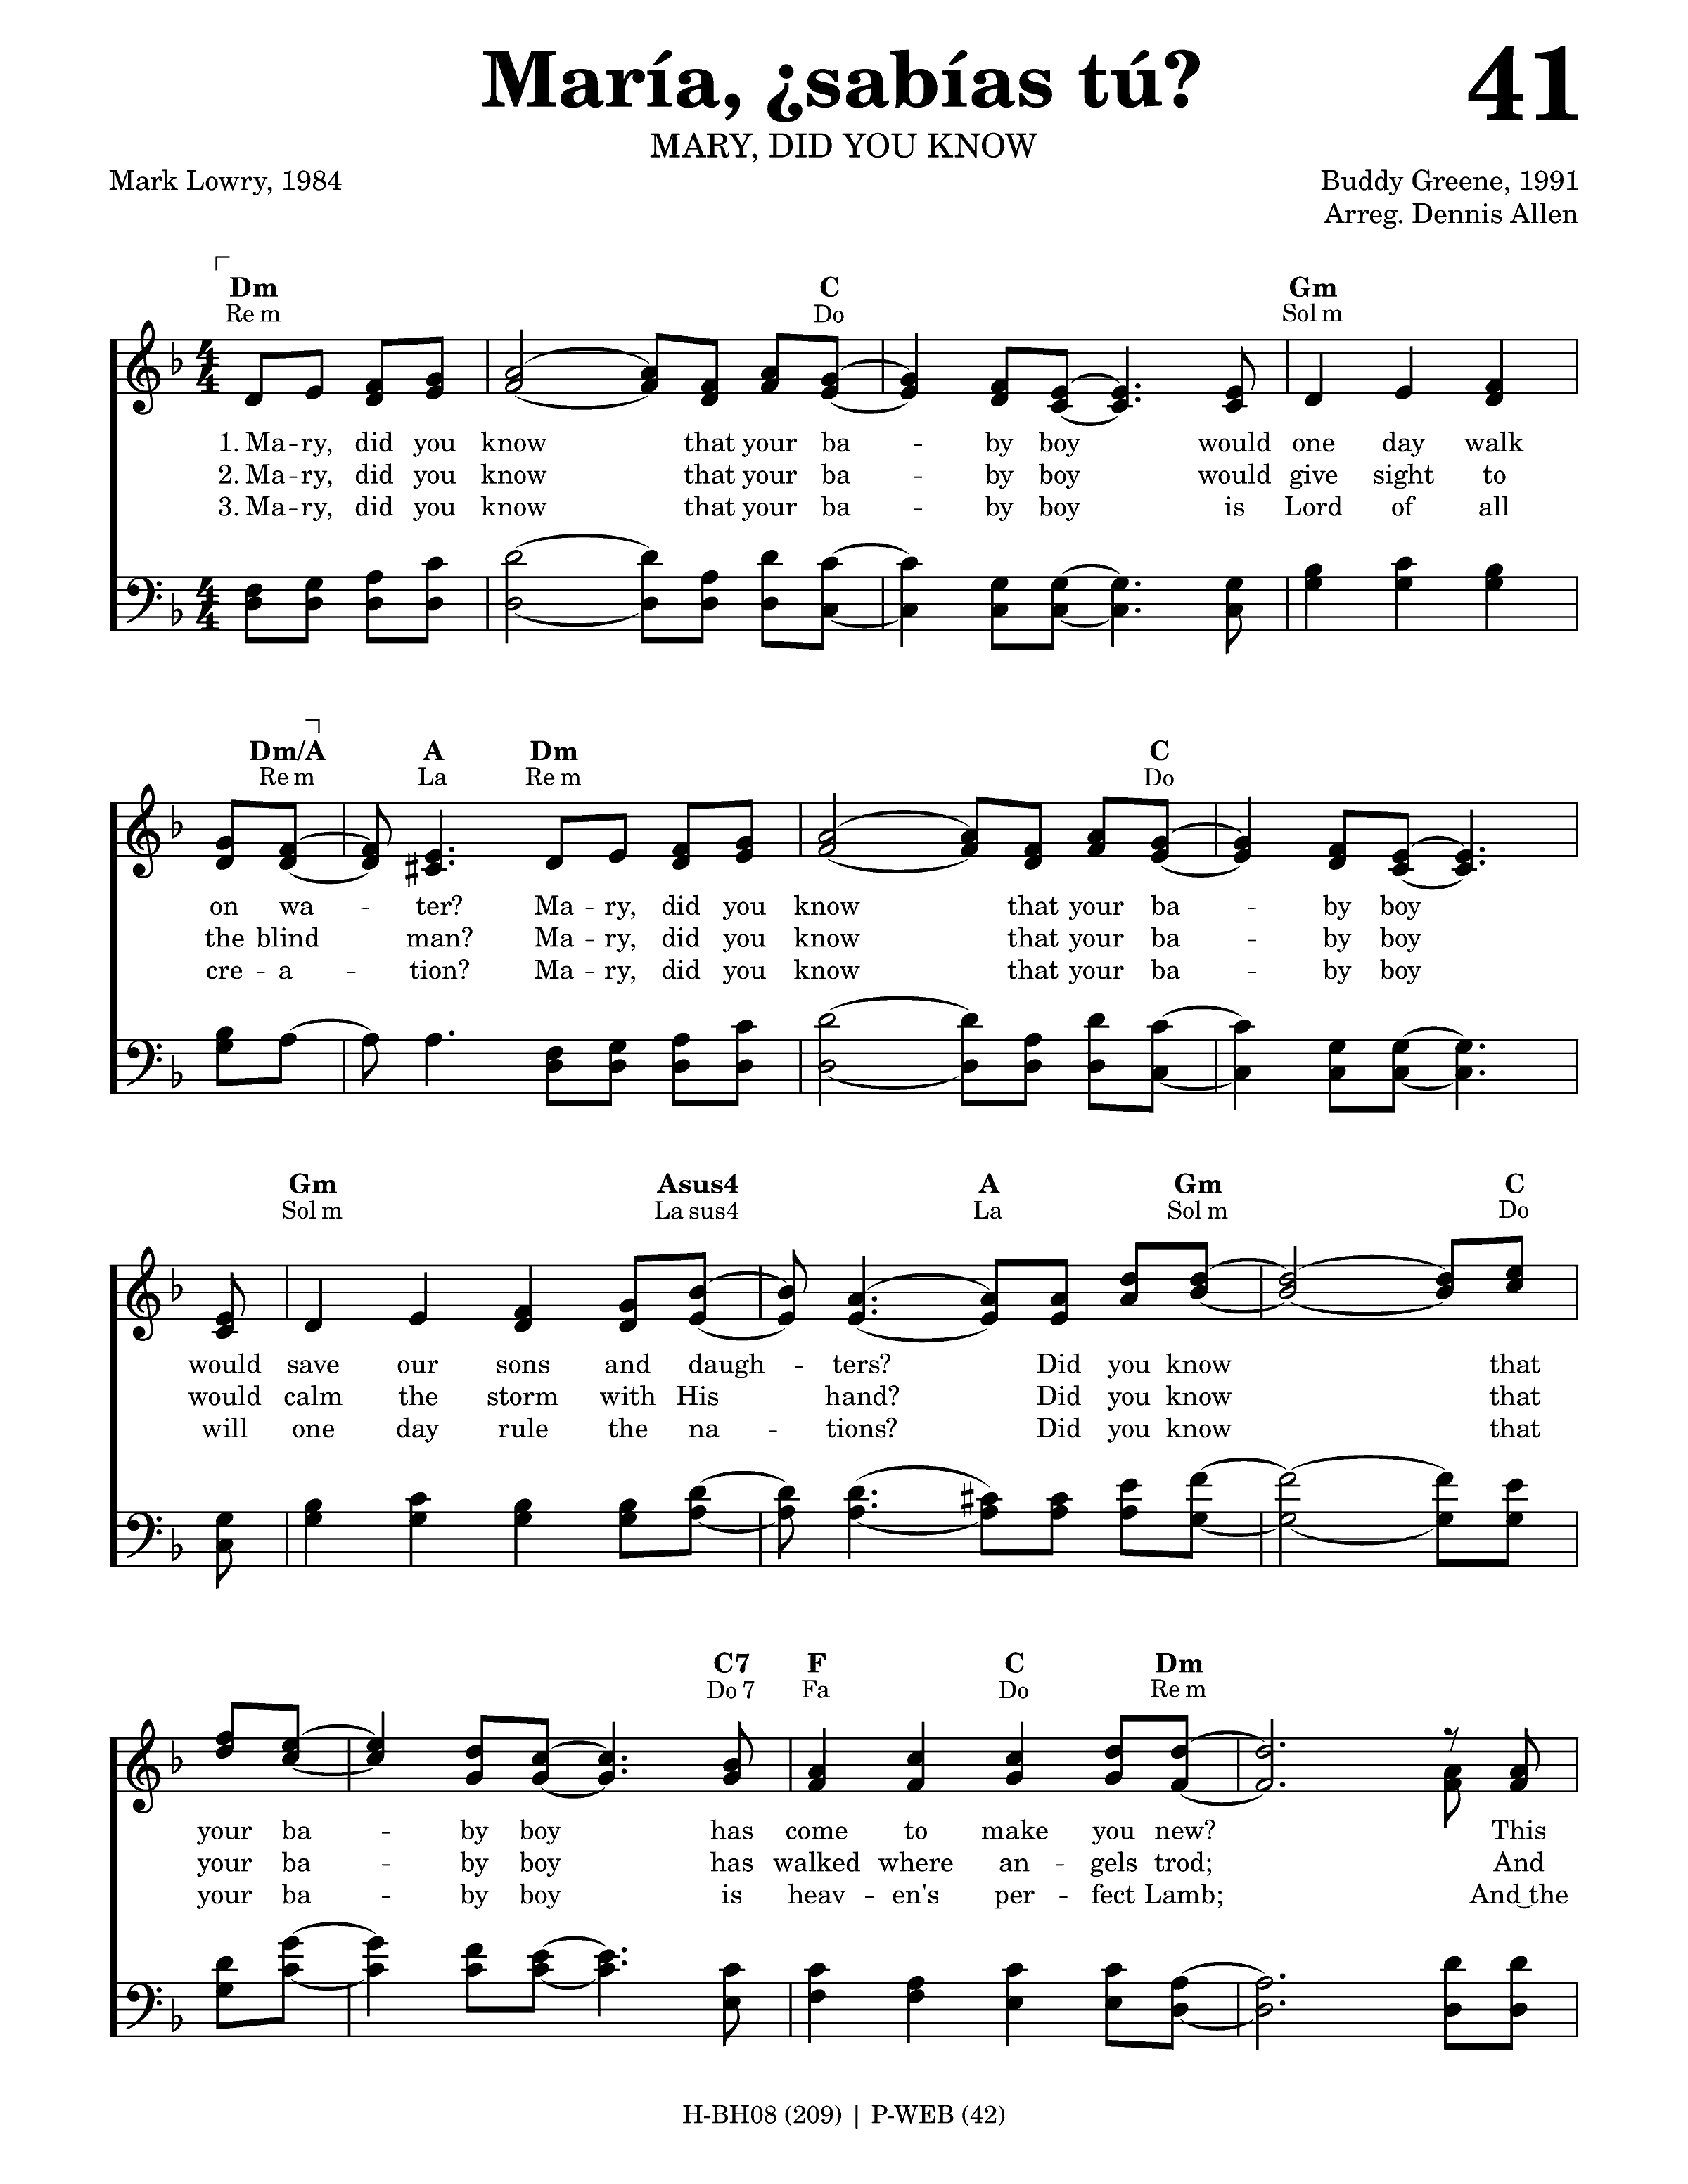 María, ¿sabías tú?
41
MARY, DID YOU KNOW
Mark Lowry, 1984
Buddy Greene, 1991
Arreg. Dennis Allen
Dm C Gm
Re m Do Sol m
1. Ma -- ry, did you know that your ba -- by boy would one day walk
2. Ma -- ry, did you know that your ba -- by boy would give sight to
3. Ma -- ry, did you know that your ba -- by boy is Lord of all
Dm/A A Dm C
Re m La Re m Do
on wa -- ter? Ma -- ry, did you know that your ba -- by boy
the blind man? Ma -- ry, did you know that your ba -- by boy
cre -- a -- tion? Ma -- ry, did you know that your ba -- by boy
Gm Asus4 A Gm C
Sol m La sus4 La Sol m Do
would save our sons and daugh -- ters? Did you know that
would calm the storm with His hand? Did you know that
will one day rule the na -- tions? Did you know that
C7 F C Dm
Do 7 Fa Do Re m
your ba -- by boy has come to make you new? This
your ba -- by boy has walked where an -- gels trod; And
your ba -- by boy is heav -- en's per -- fect Lamb; And‿the
H-BH08 (209) | P-WEB (42)